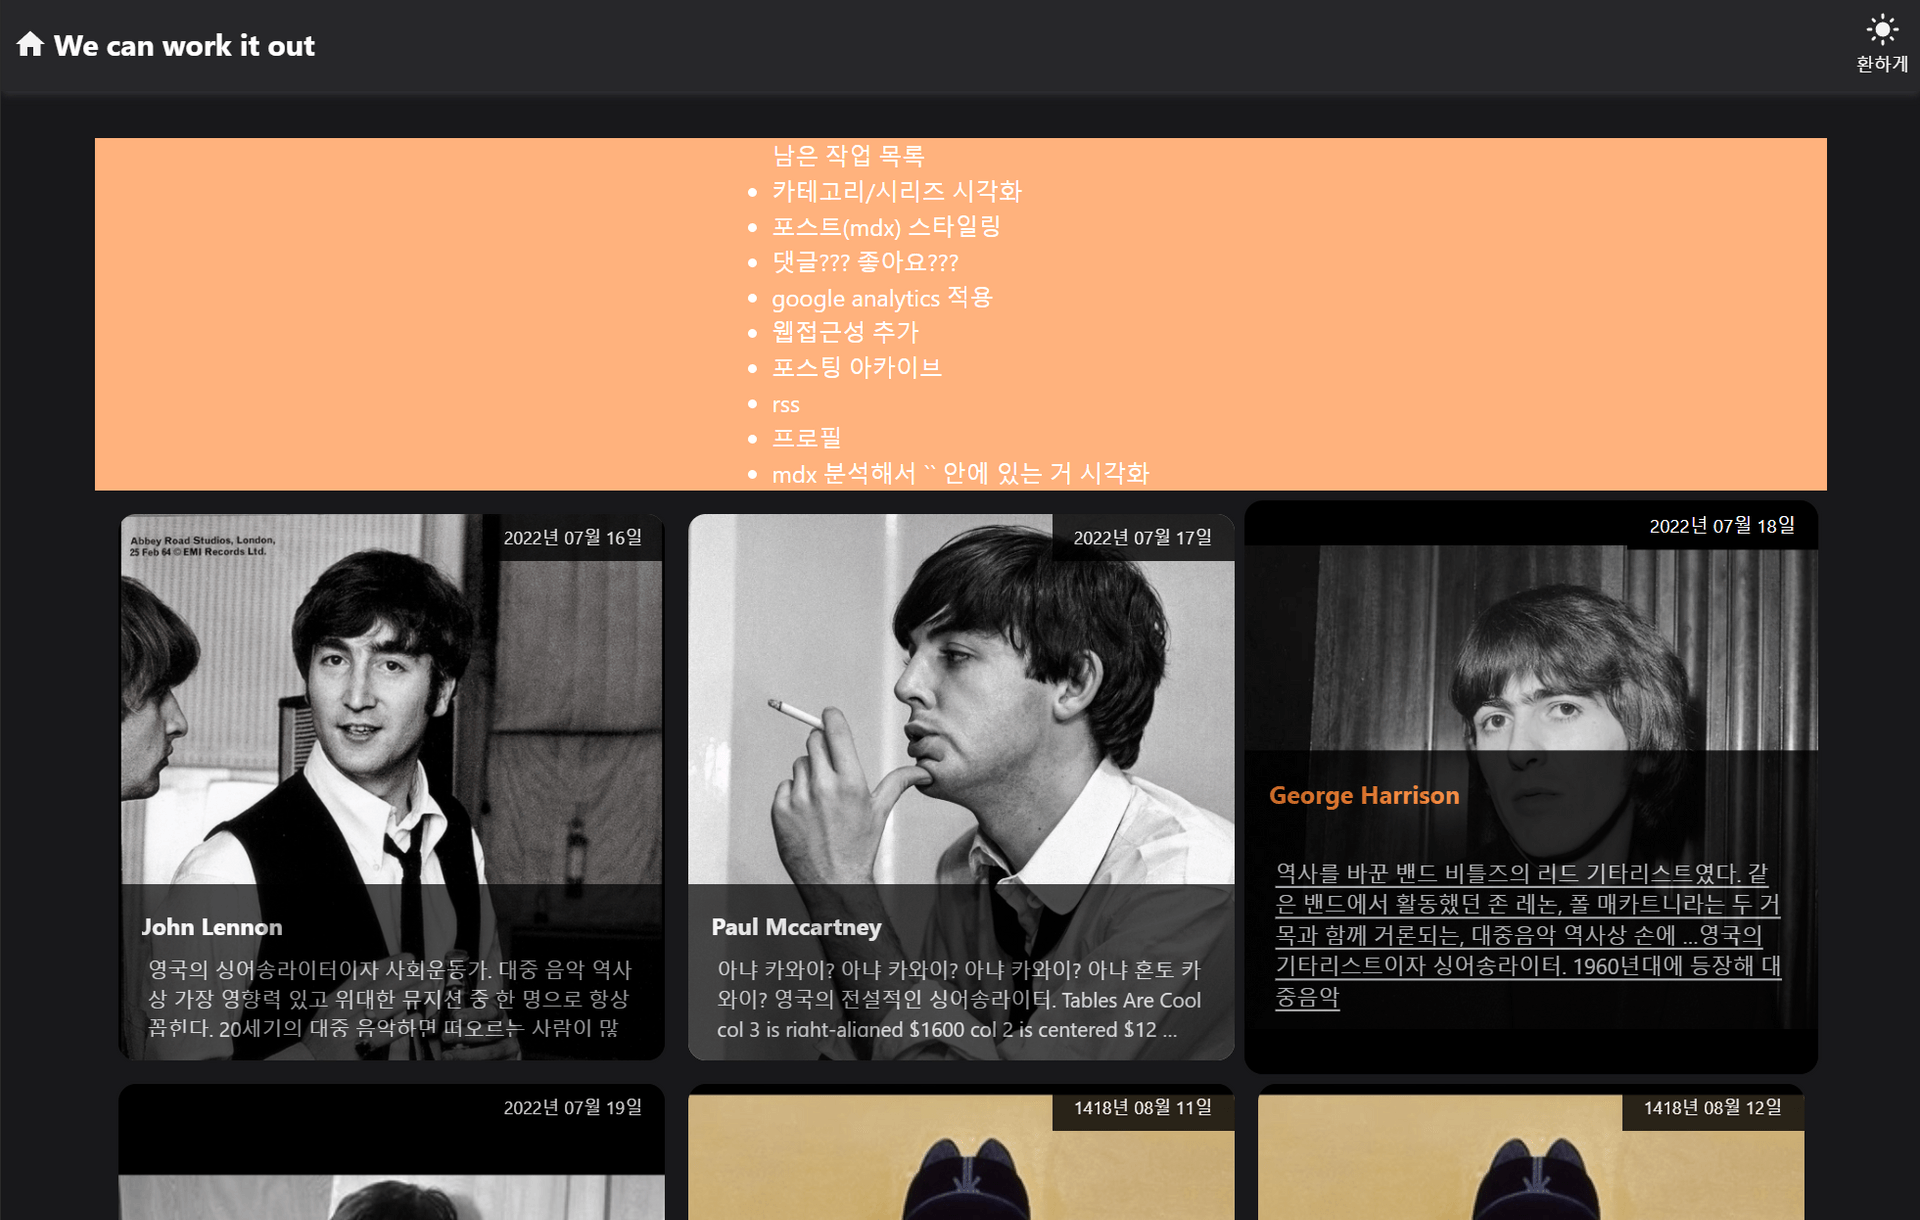 We can work it out
환하게
남은 작업 목록
카테고리/시리즈 시각화
포스트(mdx) 스타일링
댓글??? 좋아요???
google analytics 적용
웹접근성 추가
포스팅 아카이브
rss
프로필
mdx 분석해서 `` 안에 있는 거 시각화
Abbey Road Studios, London,
25 Feb 64 © EMI Records Ltd.
2022년 07월 16일
John Lennon
영국의 싱어송라이터이자 사회운동가. 대중 음악 역사
상 가장 영향력 있고 위대한 뮤지션 중 한 명으로 항상
꼽힌다. 20세기의 대중 음악하면 떠오르는 사람이 많
2022년 07월 17일
Paul Mccartney
아냐 카와이? 아냐 카와이? 아냐 카와이? 아냐 혼토 카
와이? 영국의 전설적인 싱어송라이터. Tables Are Cool
col 3 is right-aligned $1600 col 2 is centered $12 ...
2022년 07월 18일
George Harrison
역사를 바꾼 밴드 비틀즈의 리드 기타리스트였다. 같
은 밴드에서 활동했던 존 레논, 폴 매카트니라는 두 거
목과 함께 거론되는, 대중음악 역사상 손에 ...영국의
기타리스트이자 싱어송라이터. 1960년대에 등장해 대
중음악
2022년 07월 19일
1418년 08월 11일
1418년 08월 12일